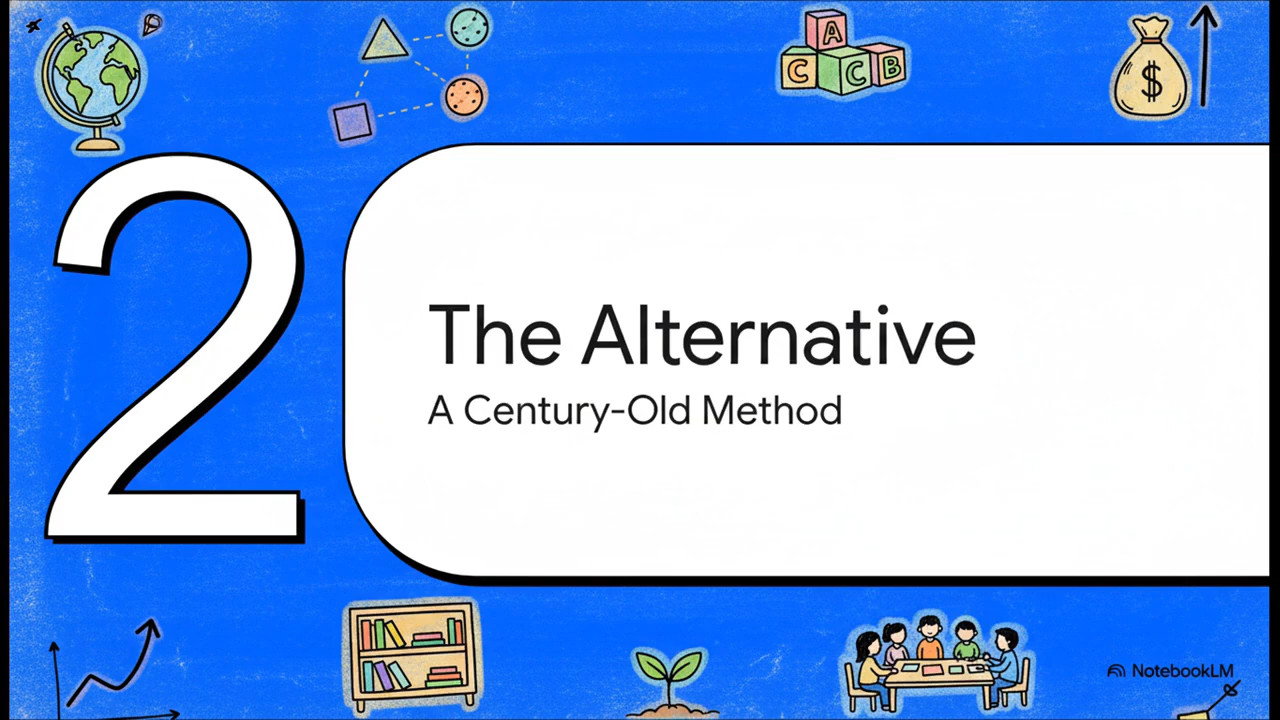 A
C
C
B
$
2
The Alternative
A Century-Old Method
NotebookLM